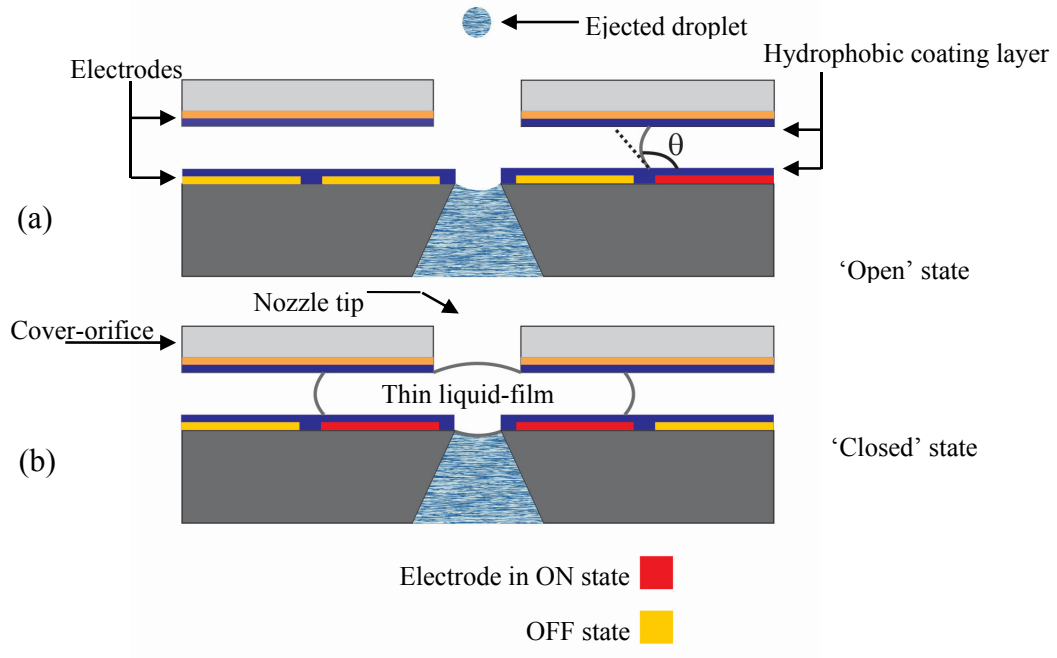 Ejected droplet
Hydrophobic coating layer
Electrodes
θ
(a)
‘Open’ state
Nozzle tip
Cover-orifice
Thin liquid-film
‘Closed’ state
(b)
Electrode in ON state
OFF state